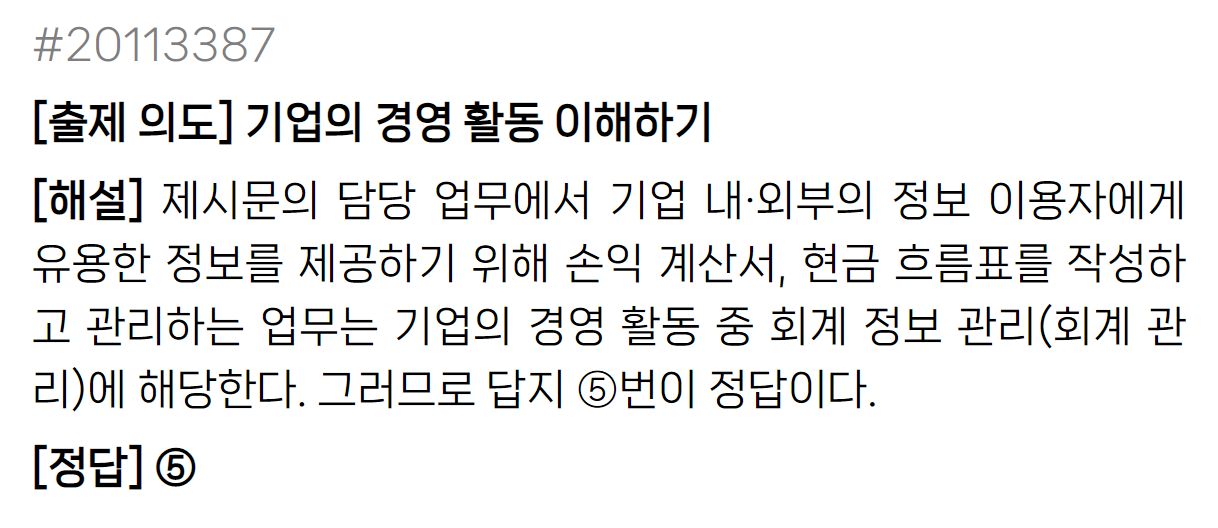 #20113387
[출제 의도] 기업의 경영 활동 이해하기
[해설] 제시문의 담당 업무에서 기업 내·외부의 정보 이용자에게
유용한 정보를 제공하기 위해 손익 계산서, 현금 흐름표를 작성하
고 관리하는 업무는 기업의 경영 활동 중 회계 정보 관리(회계 관
리)에 해당한다. 그러므로 답지 ⑤번이 정답이다.
[정답] ⑤